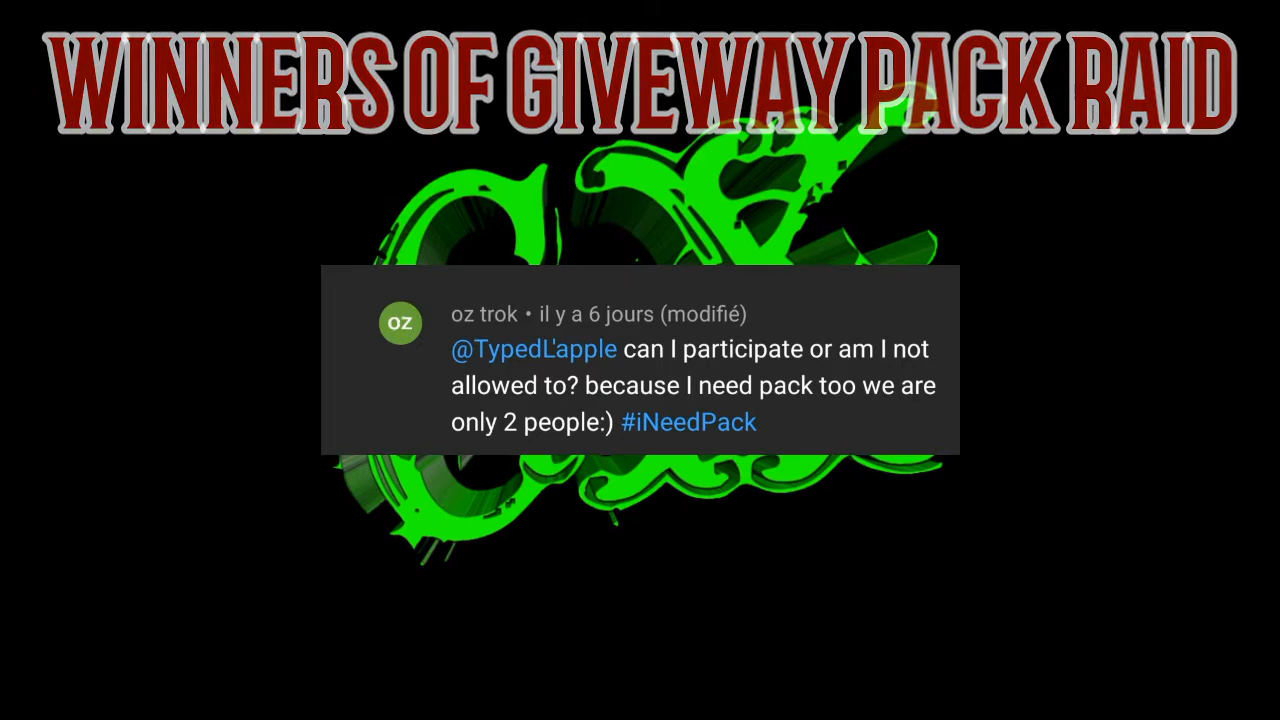 WINNERS OF GIVEWAY PACK RAID
OZ
oz trok • il y a 6 jours (modifié)
@TypedL'apple can I participate or am I not
allowed to? because I need pack too we are
only 2 people:) #iNeedPack